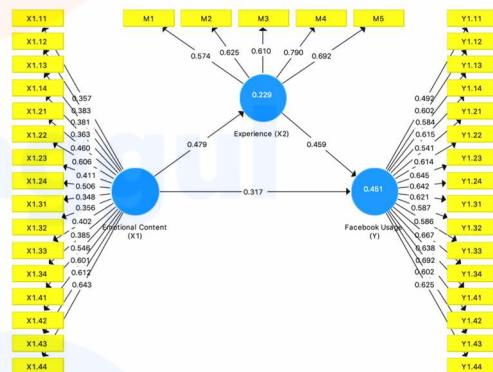 X1.11
X1.12
X1.13
X1.14
X1.21
X1.22
X1.23
X1.24
X1.31
X1.32
X1.33
X1.34
X1.41
X1.42
X1.43
X1.44
0.357
0.383
0.381
0.363
0.460
0.606
0.411
0.506
0.348
0.356
0.402
0.385
0.546
0.601
0.612
0.643
Emotional Content
(X1)
M1 M2 M3 M4 M5
0.574 0.625 0.610 0.790 0.692
0.229
Experience (X2)
0.479 0.459
0.317
0.451
Facebook Usage
(Y)
0.492
0.602
0.584
0.615
0.541
0.614
0.645
0.642
0.621
0.587
0.586
0.667
0.638
0.692
0.602
0.625
Y1.11
Y1.12
Y1.13
Y1.14
Y1.21
Y1.22
Y1.23
Y1.24
Y1.31
Y1.32
Y1.33
Y1.34
Y1.41
Y1.42
Y1.43
Y1.44